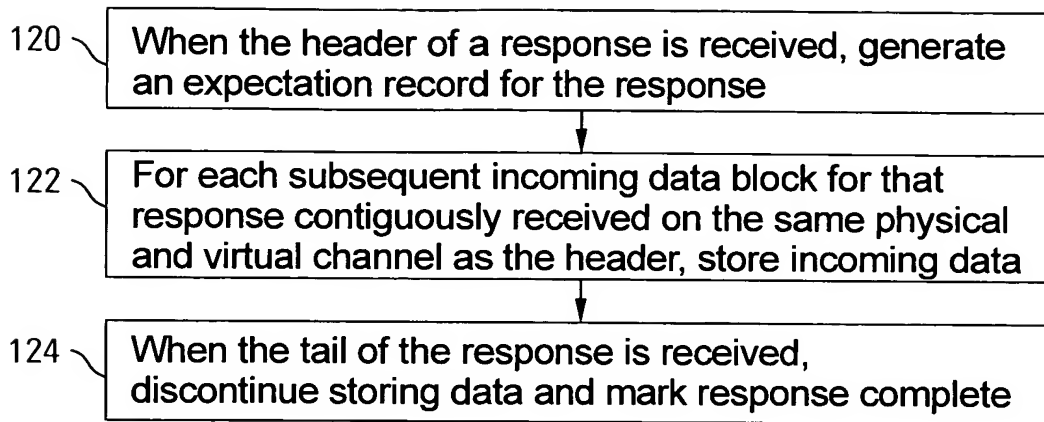 120
When the header of a response is received, generate
an expectation record for the response
122
For each subsequent incoming data block for that
response contiguously received on the same physical
and virtual channel as the header, store incoming data
124
When the tail of the response is received,
discontinue storing data and mark response complete